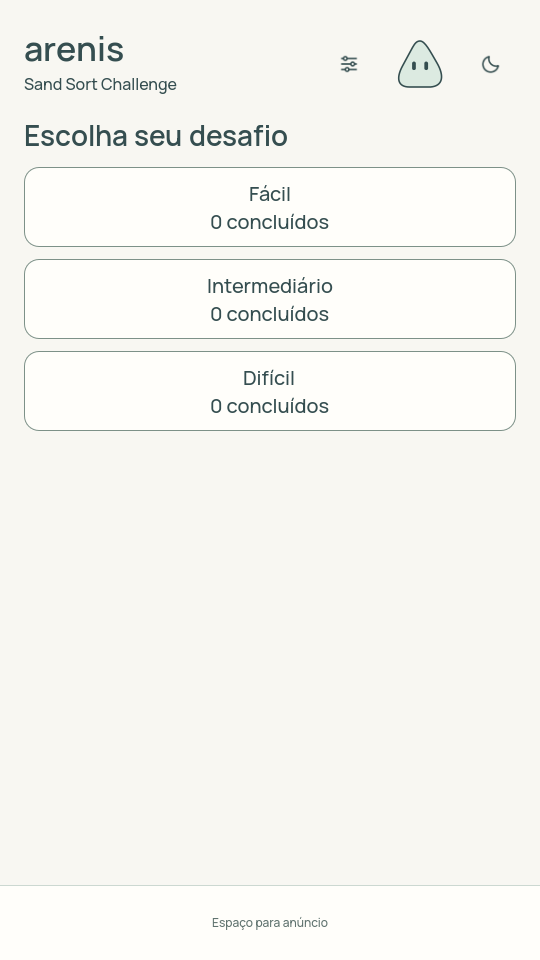 arenis
Sand Sort Challenge
Escolha seu desafio
Fácil
0 concluídos
Intermediário
0 concluídos
Difícil
0 concluídos
Espaço para anúncio